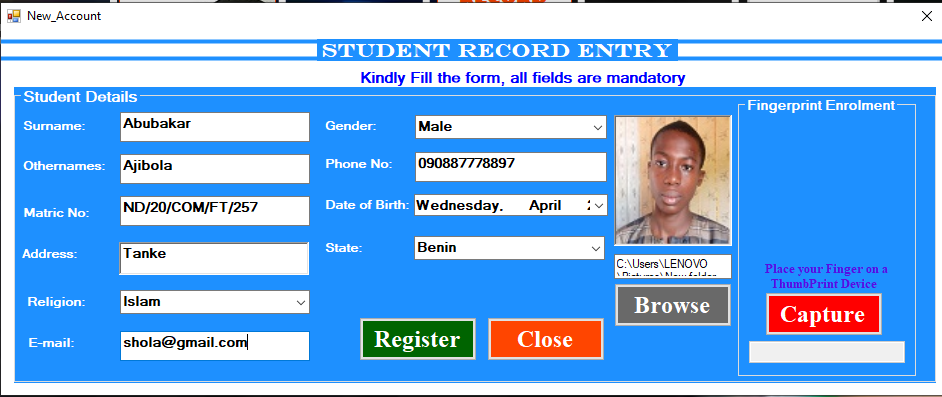 New_Account
STUDENT RECORD ENTRY
Kindly Fill the form, all fields are mandatory
Student Details
Surname: Abubakar
Othernames: Ajibola
Matric No: ND/20/COM/FT/257
Address: Tanke
Religion: Islam
E-mail: shola@gmail.com
Gender: Male
Phone No: 090887778897
Date of Birth: Wednesday, April
State: Benin
Register
Close
C:\Users\LENOVO
\Pictures\New folder
Browse
Fingerprint Enrolment
Place your Finger on a
ThumbPrint Device
Capture